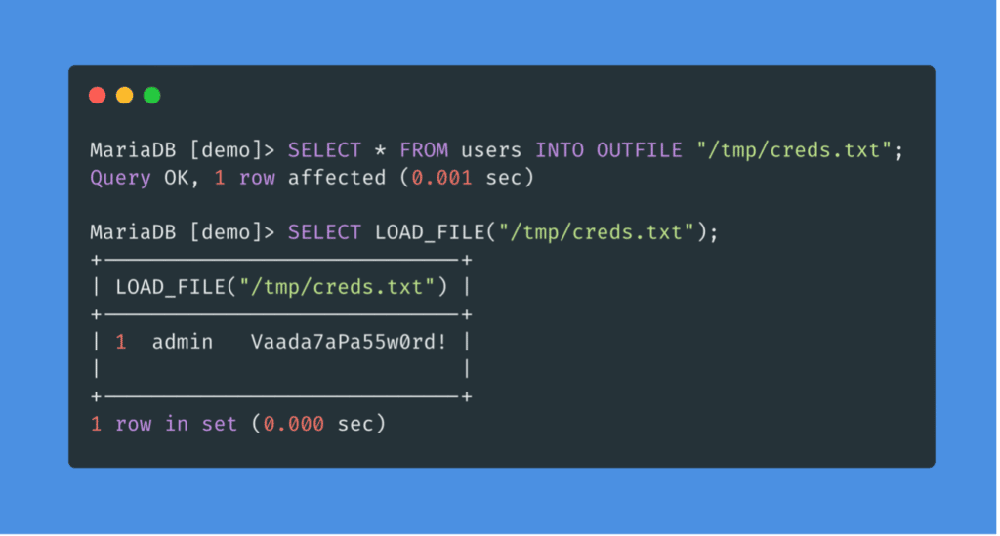 MariaDB [demo]> SELECT * FROM users INTO OUTFILE "/tmp/creds.txt";
Query OK, 1 row affected (0.001 sec)
MariaDB [demo]> SELECT LOAD_FILE("/tmp/creds.txt");
+-----------------------------+
| LOAD_FILE("/tmp/creds.txt") |
+-----------------------------+
| 1  admin   Vaada7aPa55w0rd! |
|                             |
+-----------------------------+
1 row in set (0.000 sec)